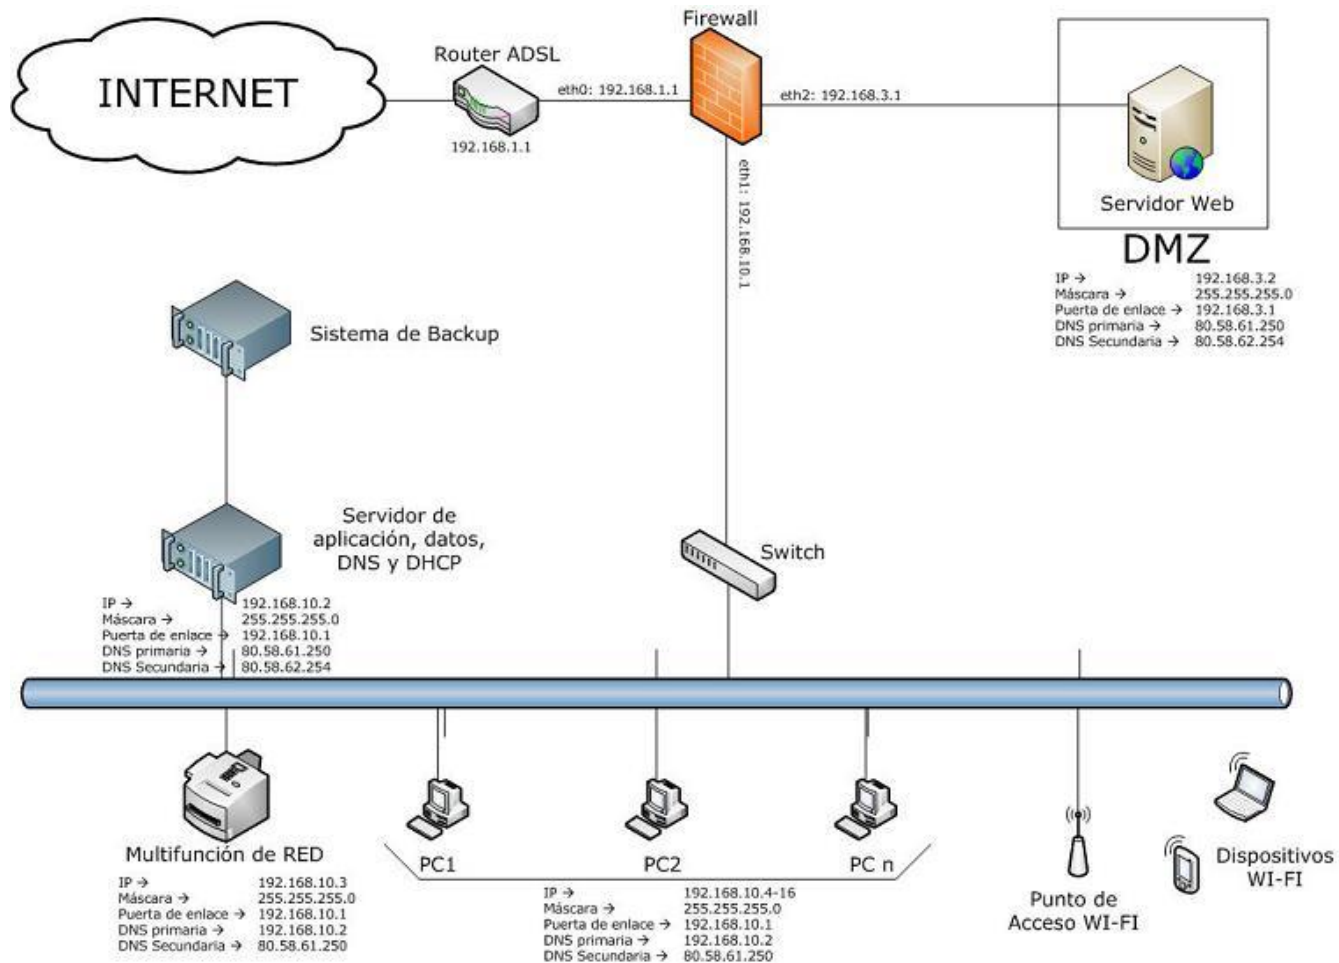 Firewall
Router ADSL
INTERNET
eth0: 192.168.1.1
eth2: 192.168.3.1
192.168.1.1
eth1: 192.168.10.1
Servidor Web
DMZ
IP → 192.168.3.2
Máscara → 255.255.255.0
Puerta de enlace → 192.168.3.1
DNS primaria → 80.58.61.250
DNS Secundaria → 80.58.62.254
Sistema de Backup
Servidor de
aplicación, datos,
DNS y DHCP
Switch
IP → 192.168.10.2
Máscara → 255.255.255.0
Puerta de enlace → 192.168.10.1
DNS primaria → 80.58.61.250
DNS Secundaria → 80.58.62.254
Multifunción de RED
IP → 192.168.10.3
Máscara → 255.255.255.0
Puerta de enlace → 192.168.10.1
DNS primaria → 192.168.10.2
DNS Secundaria → 80.58.61.250
PC1
PC2
PC n
IP → 192.168.10.4-16
Máscara → 255.255.255.0
Puerta de enlace → 192.168.10.1
DNS primaria → 192.168.10.2
DNS Secundaria → 80.58.61.250
Punto de
Acceso WI-FI
Dispositivos
WI-FI